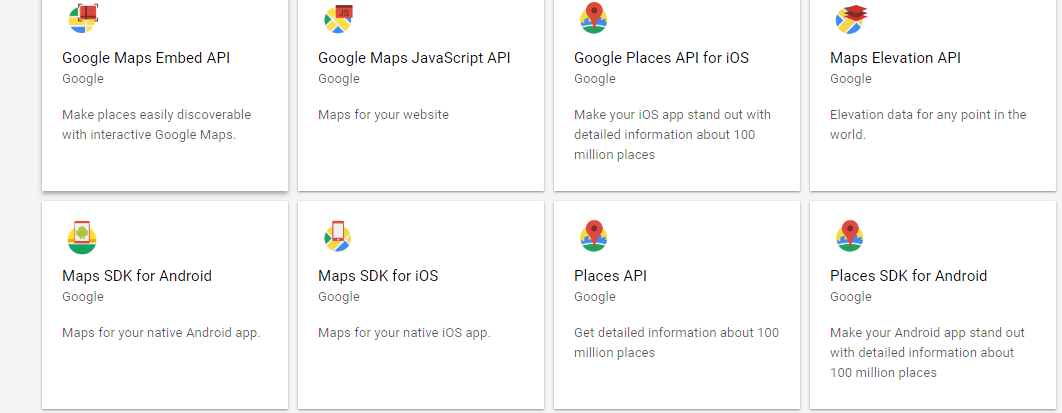 JS
Google Maps Embed API
Google
Make places easily discoverable
with interactive Google Maps.
Google Maps JavaScript API
Google
Maps for your website
Google Places API for iOS
Google
Make your iOS app stand out with
detailed information about 100
million places
Maps Elevation API
Google
Elevation data for any point in the
world.
Maps SDK for Android
Google
Maps for your native Android app.
Maps SDK for iOS
Google
Maps for your native iOS app.
Places API
Google
Get detailed information about 100
million places
Places SDK for Android
Google
Make your Android app stand out
with detailed information about
100 million places